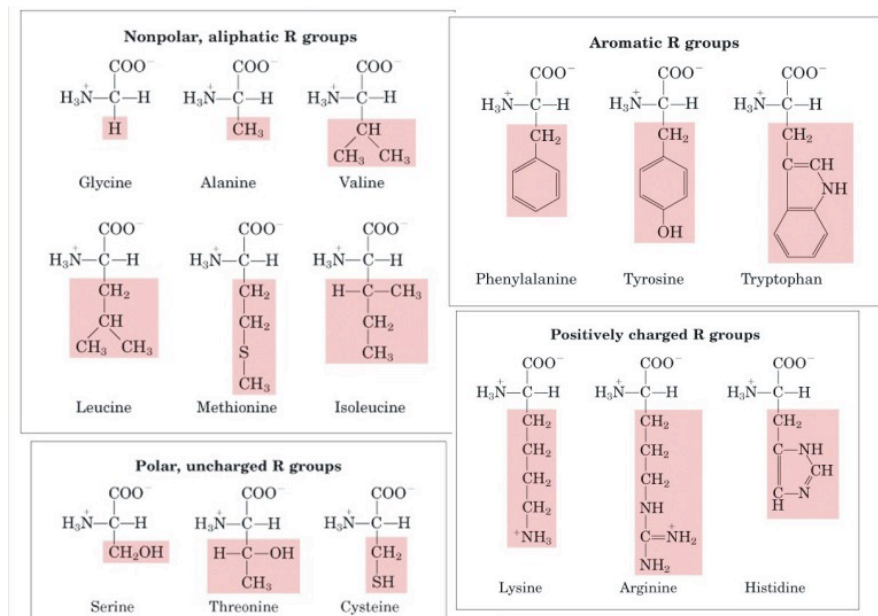 Nonpolar, aliphatic R groups
COO⁻ COO⁻ COO⁻
H₃N⁺—C—H H₃N⁺—C—H H₃N⁺—C—H
H CH₃ CH
CH₃ CH₃
Glycine Alanine Valine
COO⁻ COO⁻ COO⁻
H₃N⁺—C—H H₃N⁺—C—H H₃N⁺—C—H
CH₂ CH₂ H—C—CH₃
CH CH₂ CH₂
CH₃ CH₃ S CH₃
CH₃
Leucine Methionine Isoleucine
Aromatic R groups
COO⁻ COO⁻ COO⁻
H₃N⁺—C—H H₃N⁺—C—H H₃N⁺—C—H
CH₂ CH₂ CH₂
C=CH
NH
OH
Phenylalanine Tyrosine Tryptophan
Positively charged R groups
COO⁻ COO⁻ COO⁻
H₃N⁺—C—H H₃N⁺—C—H H₃N⁺—C—H
CH₂ CH₂ CH₂
CH₂ CH₂ C—NH
CH₂ CH₂ CH
CH₂ NH C—N
H
⁺NH₃ C=N⁺H₂
NH₂
Lysine Arginine Histidine
Polar, uncharged R groups
COO⁻ COO⁻ COO⁻
H₃N⁺—C—H H₃N⁺—C—H H₃N⁺—C—H
CH₂OH H—C—OH CH₂
CH₃ SH
Serine Threonine Cysteine